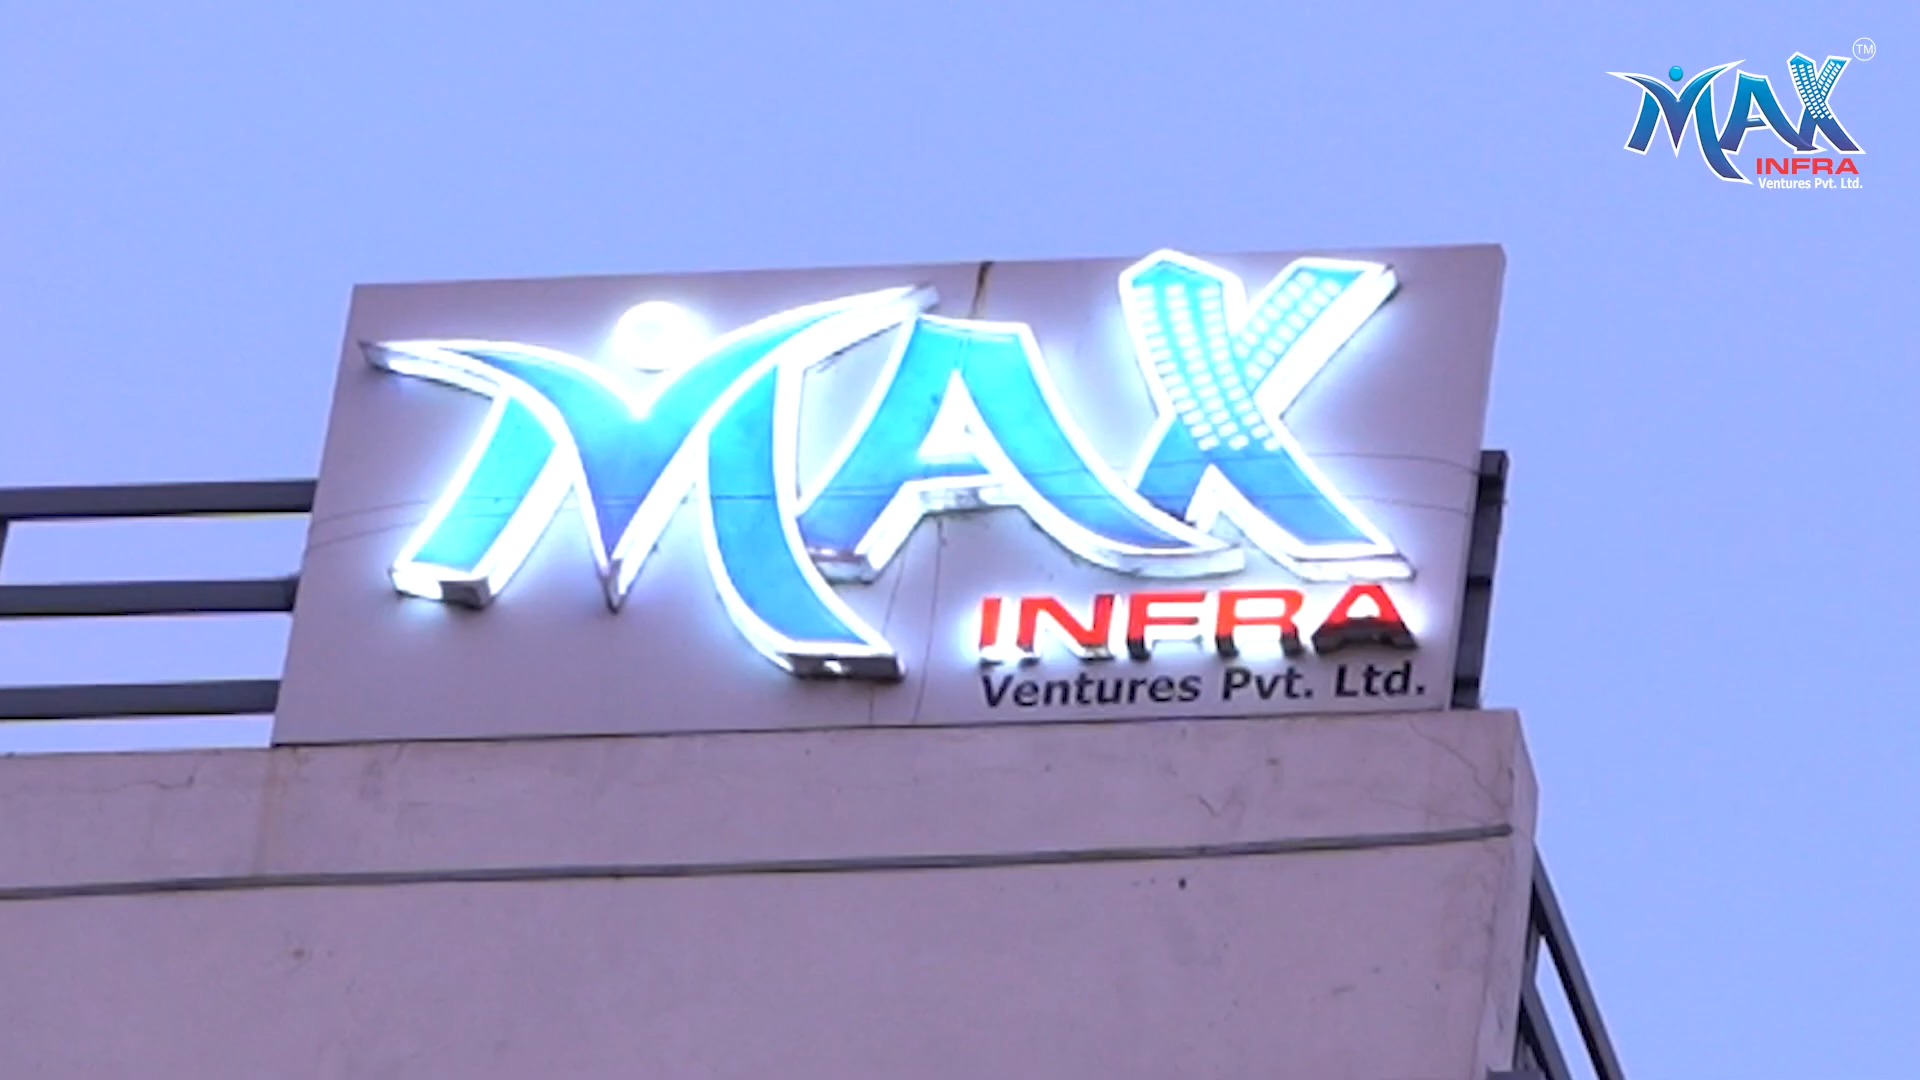 MAX
TM
INFRA
Ventures Pvt. Ltd.
MAX
INFRA
Ventures Pvt. Ltd.